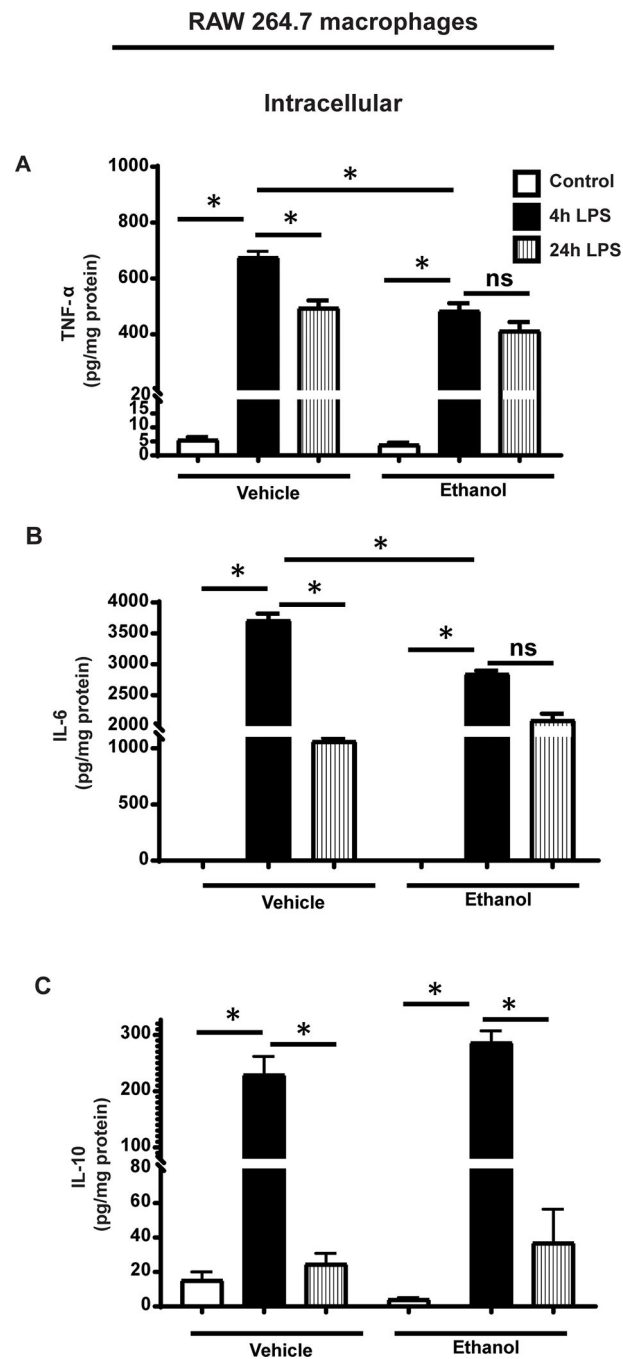 RAW 264.7 macrophages
Intracellular
A
TNF-α
(pg/mg protein)
1000
800
600
400
20
15
10
5
0
*
*
*
*
ns
Control
4h LPS
24h LPS
Vehicle
Ethanol
B
IL-6
(pg/mg protein)
4000
3500
3000
2500
2000
1000
500
0
*
*
*
*
ns
Vehicle
Ethanol
C
IL-10
(pg/mg protein)
300
200
100
80
60
40
20
0
*
*
*
*
Vehicle
Ethanol